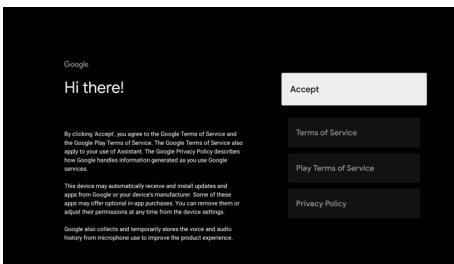 Google
Hi there!
Accept
By clicking 'Accept', you agree to the Google Terms of Service and
the Google Play Terms of Service. The Google Terms of Service also
apply to your use of Assistant. The Google Privacy Policy describes
how Google handles information generated as you use Google
services.
This device may automatically receive and install updates and
apps from Google or your device's manufacturer. Some of these
apps may offer optional in-app purchases. You can remove them or
adjust their permissions at any time from the device settings.
Google also collects and temporarily stores the voice and audio
history from microphone use to improve the product experience.
Terms of Service
Play Terms of Service
Privacy Policy